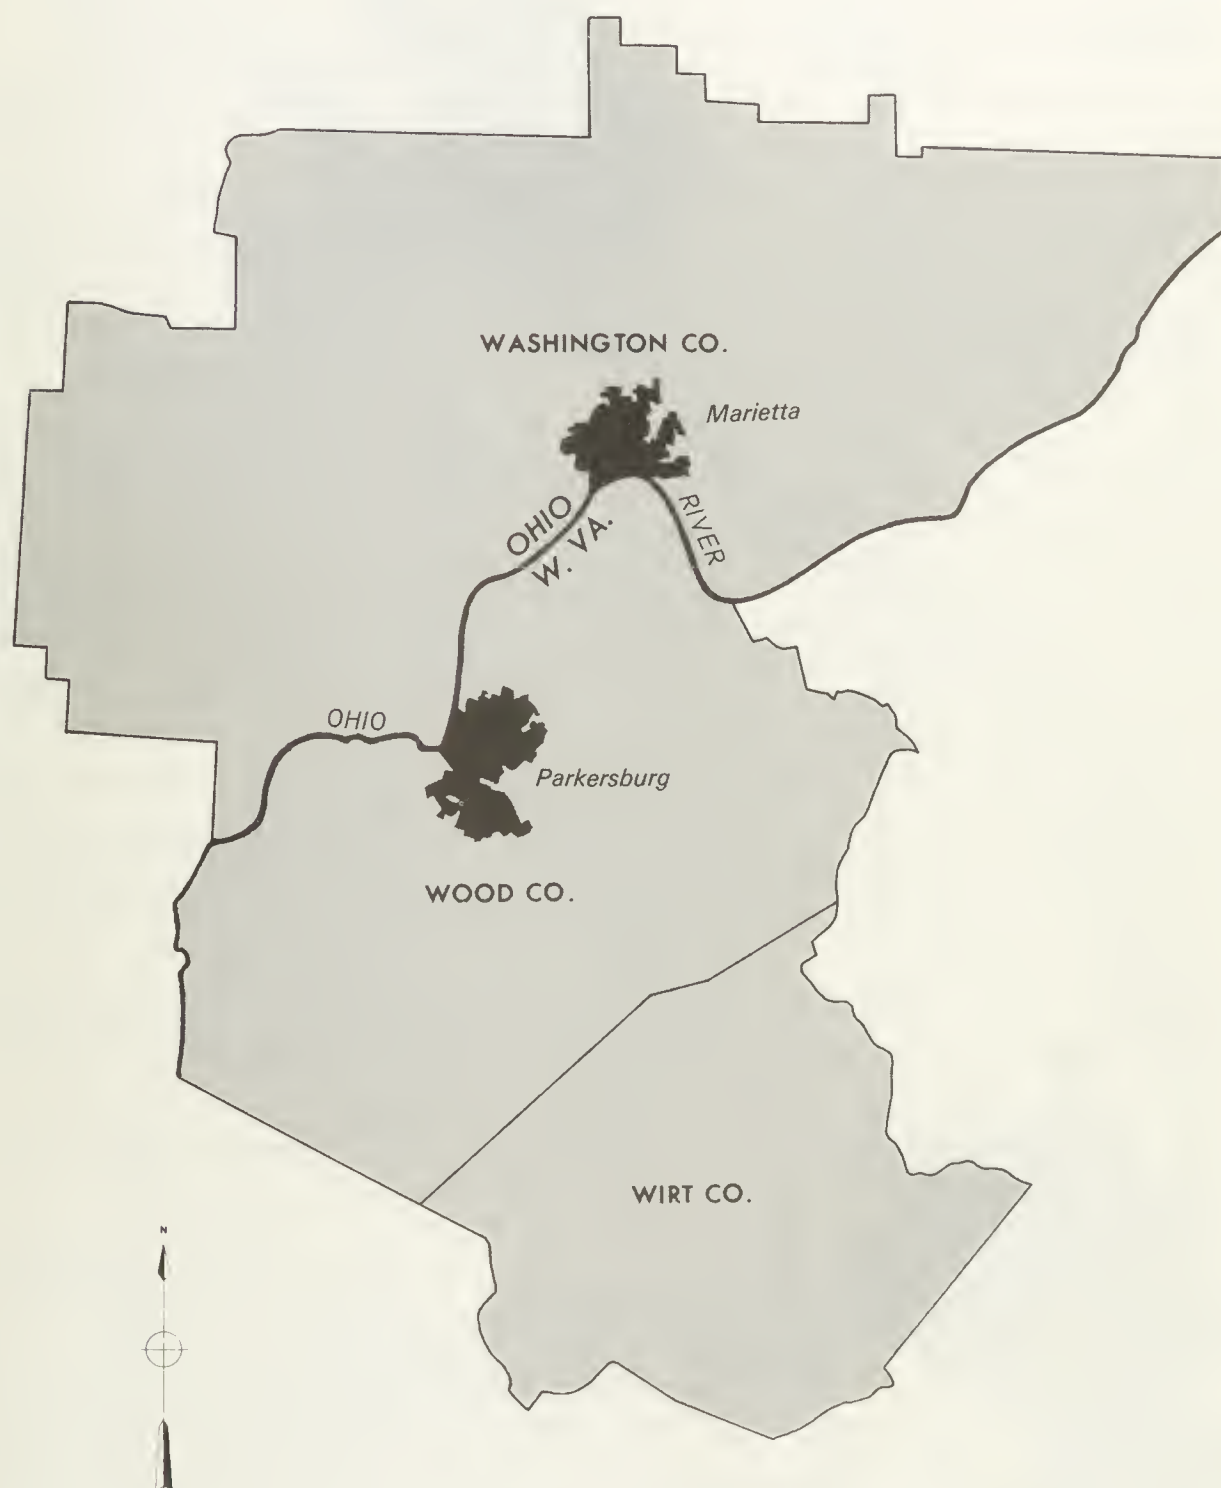 WASHINGTON CO.
Marietta
OHIO
W. VA.
RIVER
OHIO
Parkersburg
WOOD CO.
WIRT CO.
N